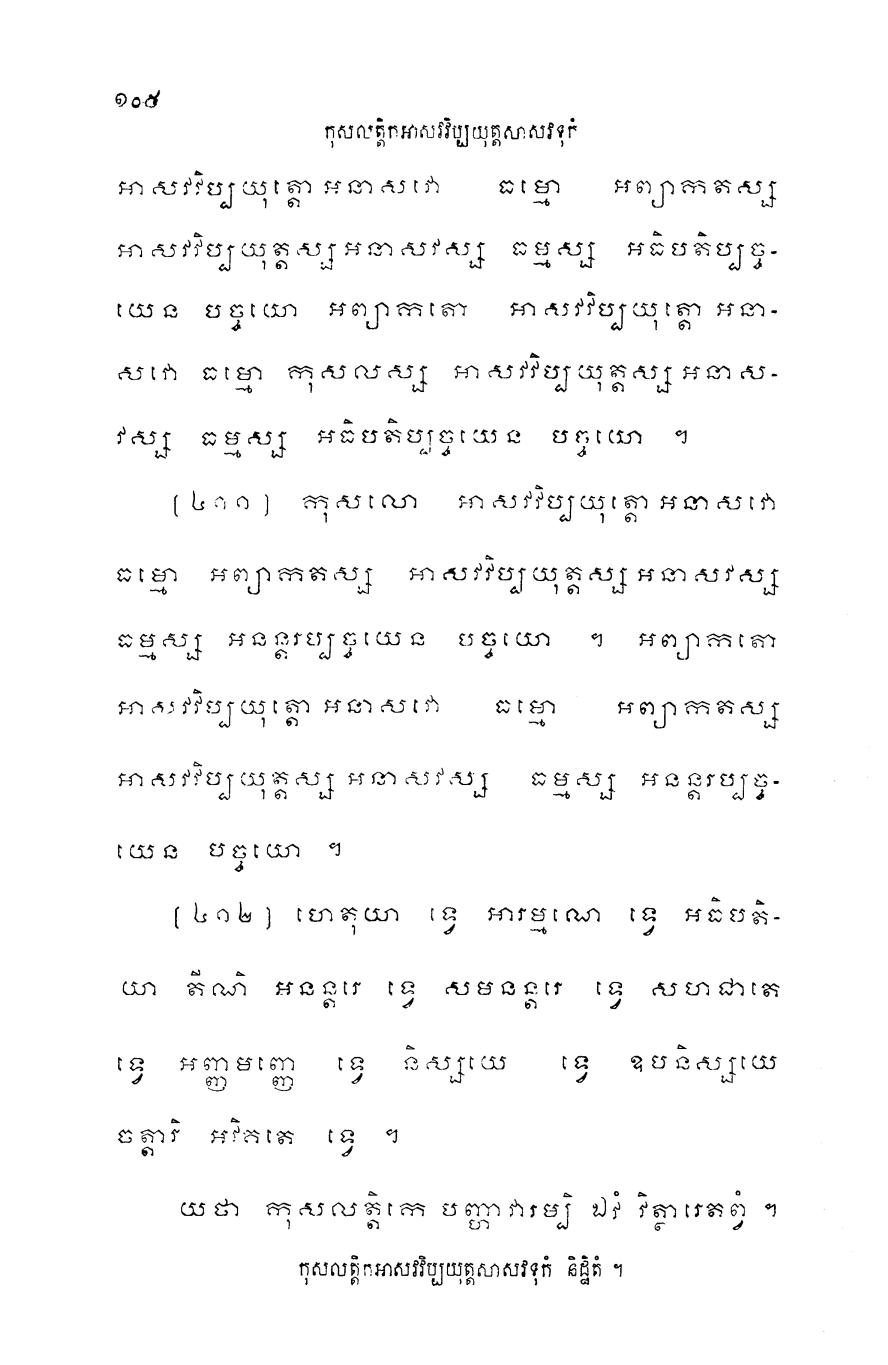 ១០៥
កុសលត្តិកអាសវវិប្បយុត្តសាសវទុកំ
អាសវវិប្បយុត្តោ អនាសវោ ធម្មោ អព្យាកតស្ស
អាសវវិប្បយុត្តស្ស អនាសវស្ស ធម្មស្ស អធិបតិប្បច្ច-
យេន បច្ចយោ អព្យាកតោ អាសវវិប្បយុត្តោ អនា-
សវោ ធម្មោ កុសលស្ស អាសវវិប្បយុត្តស្ស អនាស-
វស្ស ធម្មស្ស អធិបតិប្បច្ចយេន បច្ចយោ ។
(៤១១) កុសលោ អាសវវិប្បយុត្តោ អនាសវោ
ធម្មោ អព្យាកតស្ស អាសវវិប្បយុត្តស្ស អនាសវស្ស
ធម្មស្ស អនន្តរប្បច្ចយេន បច្ចយោ ។ អព្យាកតោ
អាសវវិប្បយុត្តោ អនាសវោ ធម្មោ អព្យាកតស្ស
អាសវវិប្បយុត្តស្ស អនាសវស្ស ធម្មស្ស អនន្តរប្បច្ច-
យេន បច្ចយោ ។
(៤១២) ហេតុយា ទ្វេ អារម្មណេ ទ្វេ អធិបតិ-
យា តីណិ អនន្តរេ ទ្វេ សមនន្តរេ ទ្វេ សហជាតេ
ទ្វេ អញ្ញមញ្ញេ ទ្វេ និស្សយេ ទ្វេ ឧបនិស្សយេ
ចត្តារិ អវិគតេ ទ្វេ ។
យថា កុសលត្តិកេ បញ្ហាវារម្បិ ឯវំ វិត្ថារេតព្វំ ។
កុសលត្តិកអាសវវិប្បយុត្តសាសវទុកំ និដ្ឋិតំ ។